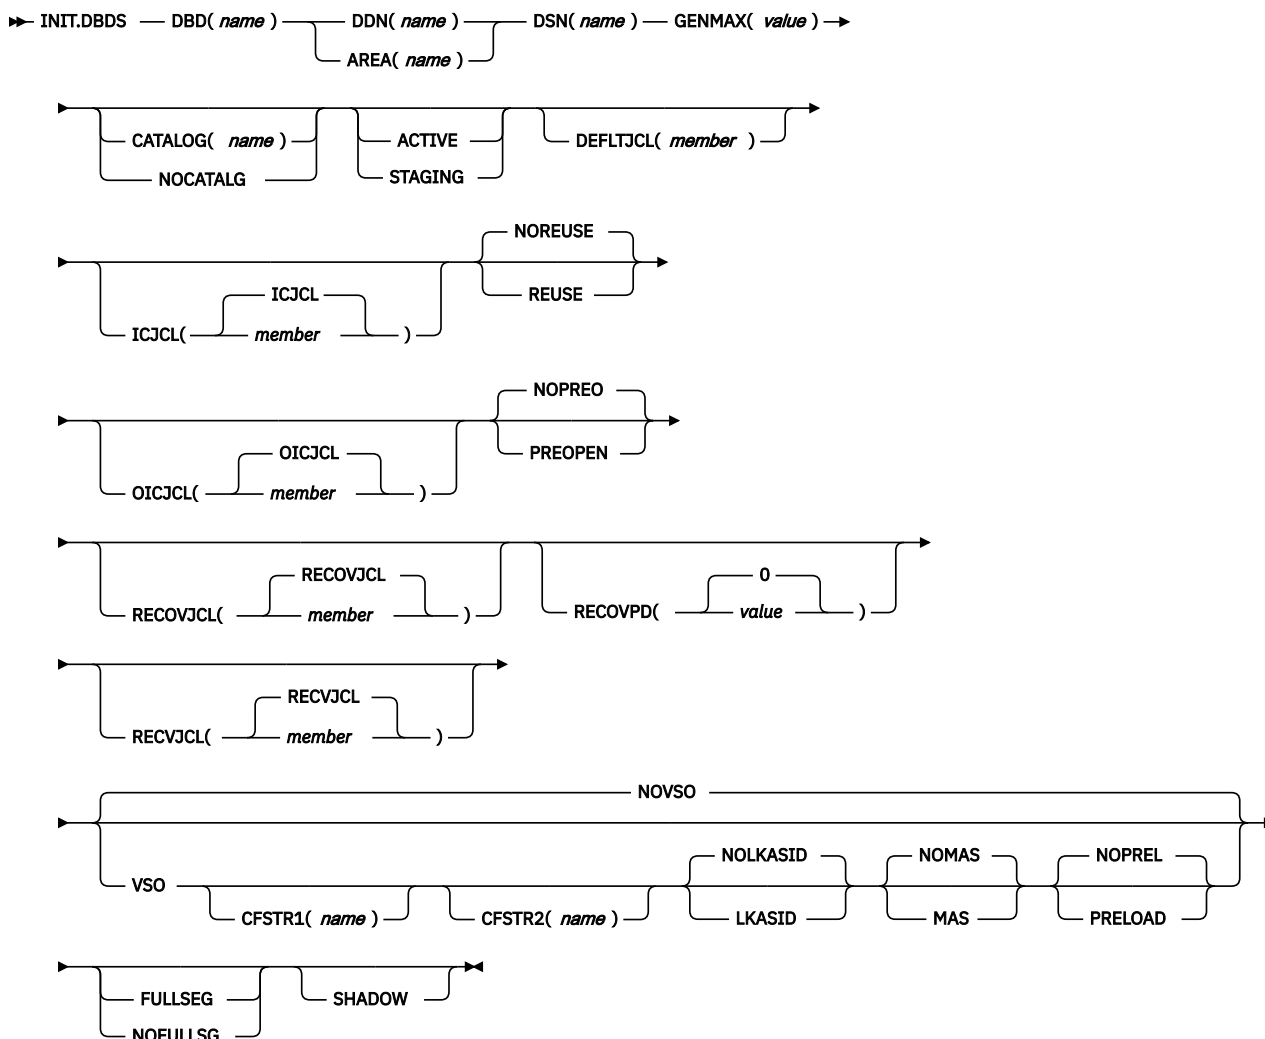 INIT.DBDS DBD( name ) DDN( name ) DSN( name ) GENMAX( value )
AREA( name )
CATALOG( name ) ACTIVE DEFLTJCL( member )
NOCATALG STAGING
NOREUSE
ICJCL REUSE
ICJCL( member )
NOPREO
OICJCL PREOPEN
OICJCL( member )
RECOVJCL 0
RECOVJCL( member ) RECOVPD( value )
RECVJCL
RECVJCL( member )
NOVSO
NOLKASID NOMAS NOPREL
VSO
CFSTR1( name ) CFSTR2( name ) LKASID MAS PRELOAD
FULLSEG SHADOW
NOFULLSG